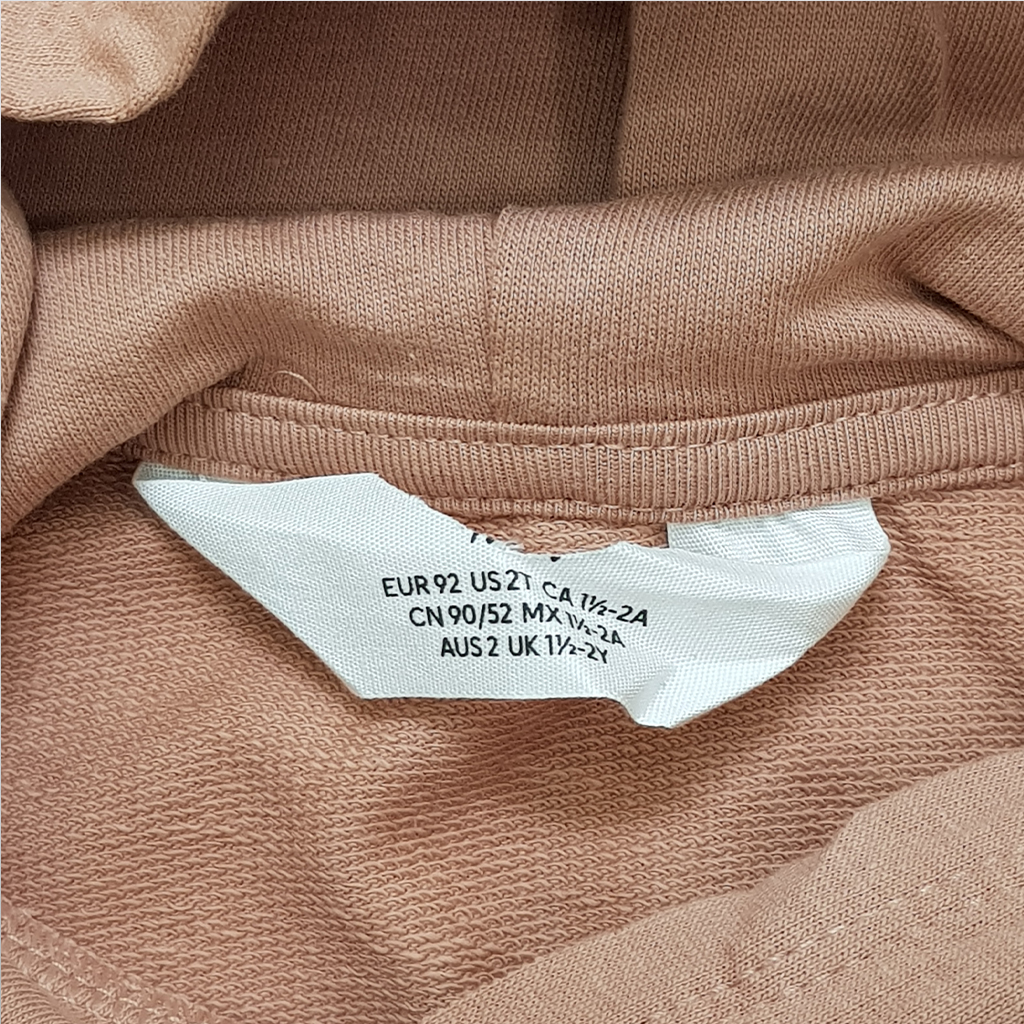 EUR 92 US 2T CA 1½-2A
CN 90/52 MX 1½-2A
AUS 2 UK 1½-2Y